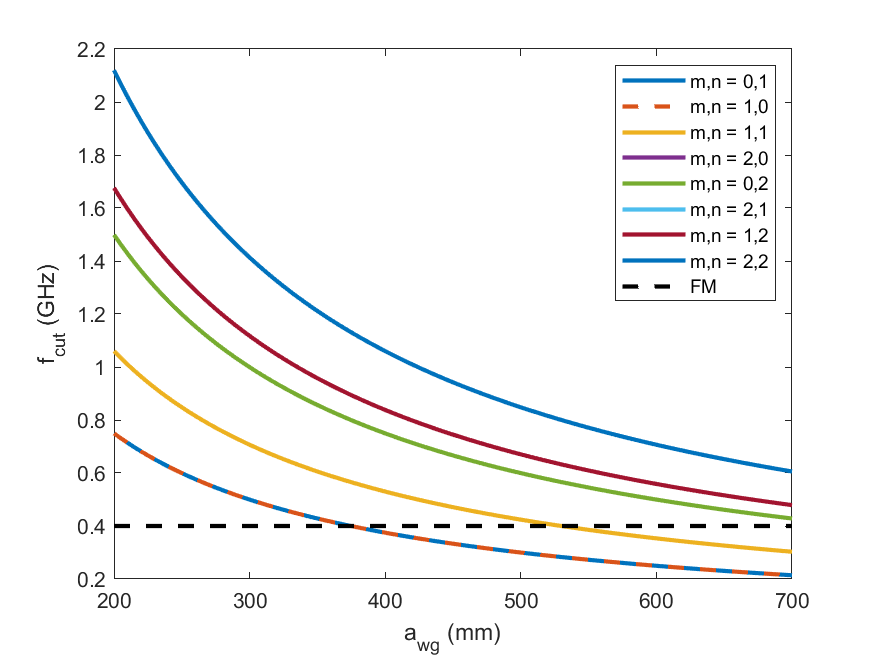 2.2
2
1.8
1.6
1.4
1.2
1
0.8
0.6
0.4
0.2
200
300
400
500
600
700
f_cut (GHz)
a_wg (mm)
m,n = 0,1
m,n = 1,0
m,n = 1,1
m,n = 2,0
m,n = 0,2
m,n = 2,1
m,n = 1,2
m,n = 2,2
FM